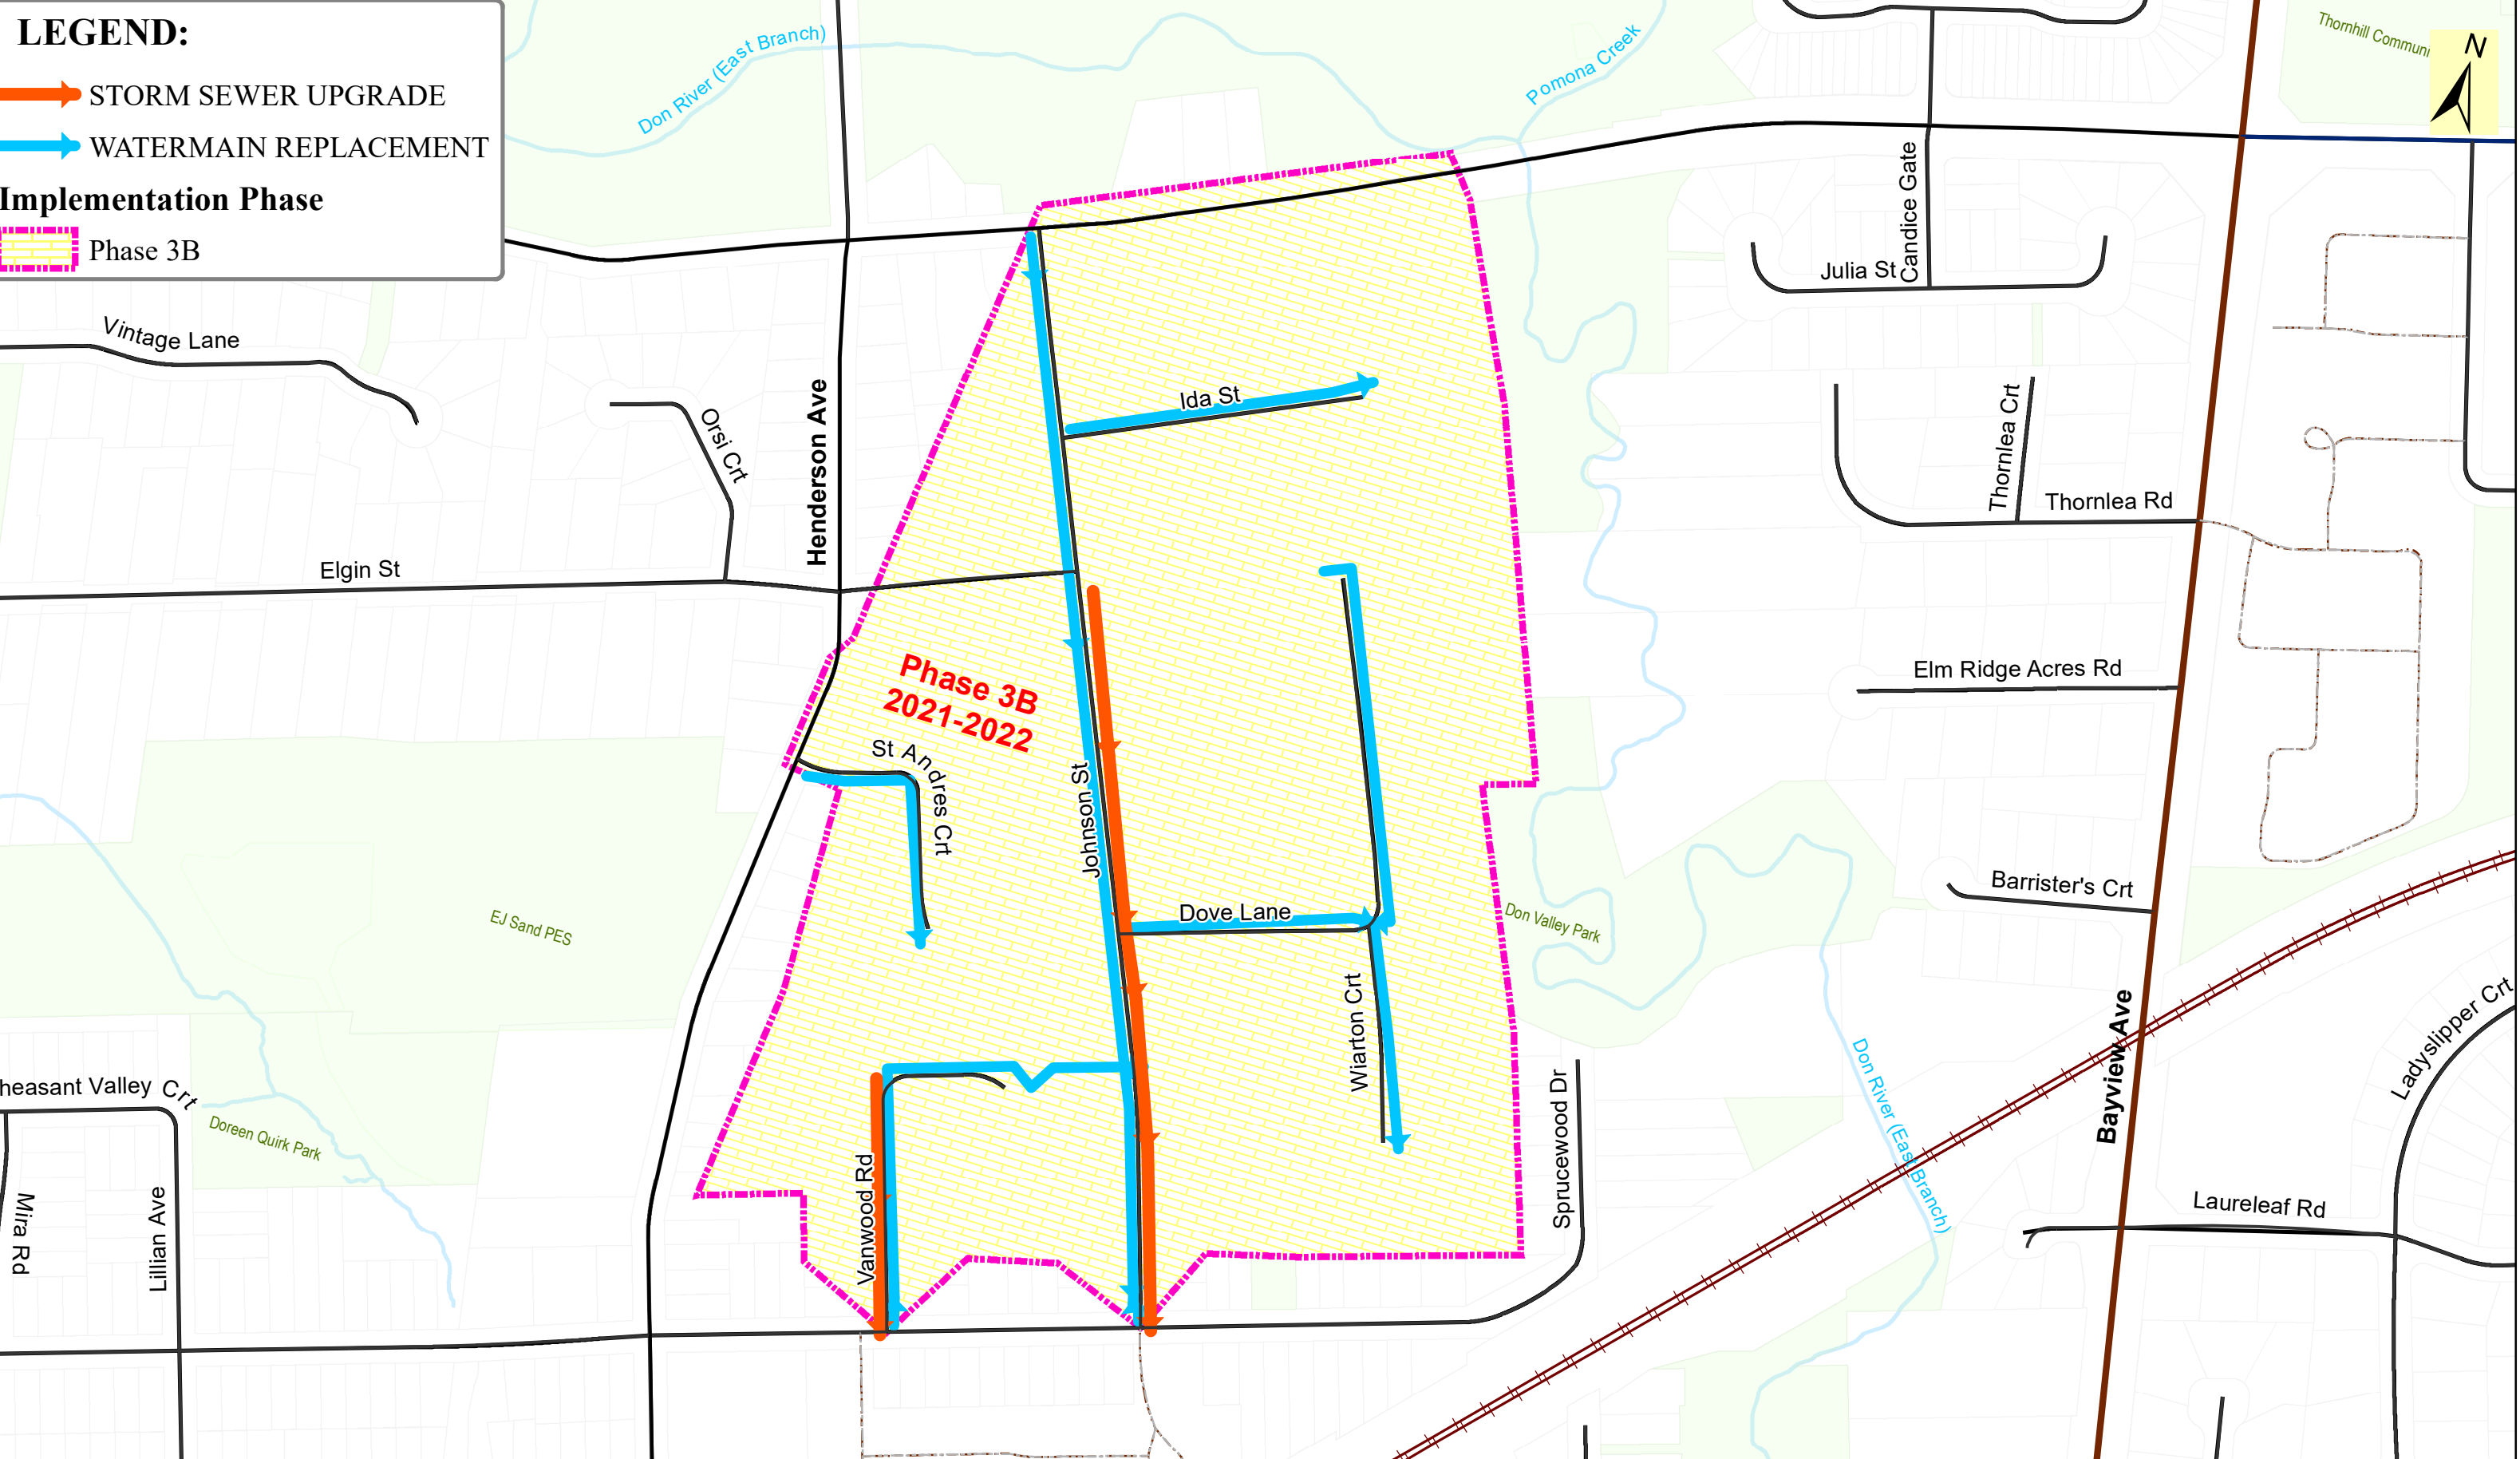 LEGEND:
STORM SEWER UPGRADE
WATERMAIN REPLACEMENT
Implementation Phase
Phase 3B
Don River (East Branch)
Pomona Creek
Thornhill Communi
N
Candice Gate
Julia St
Vintage Lane
Orsi Crt
Henderson Ave
Ida St
Thornlea Crt
Thornlea Rd
Elgin St
Elm Ridge Acres Rd
Phase 3B
2021-2022
St Andres Crt
Johnson St
Dove Lane
Barrister's Crt
EJ Sand PES
Don Valley Park
Wiarton Crt
Bayview Ave
Ladyslipper Crt
heasant Valley Crt
Doreen Quirk Park
Don River (East Branch)
Sprucewood Dr
Vanwood Rd
Mira Rd
Lillian Ave
Laureleaf Rd